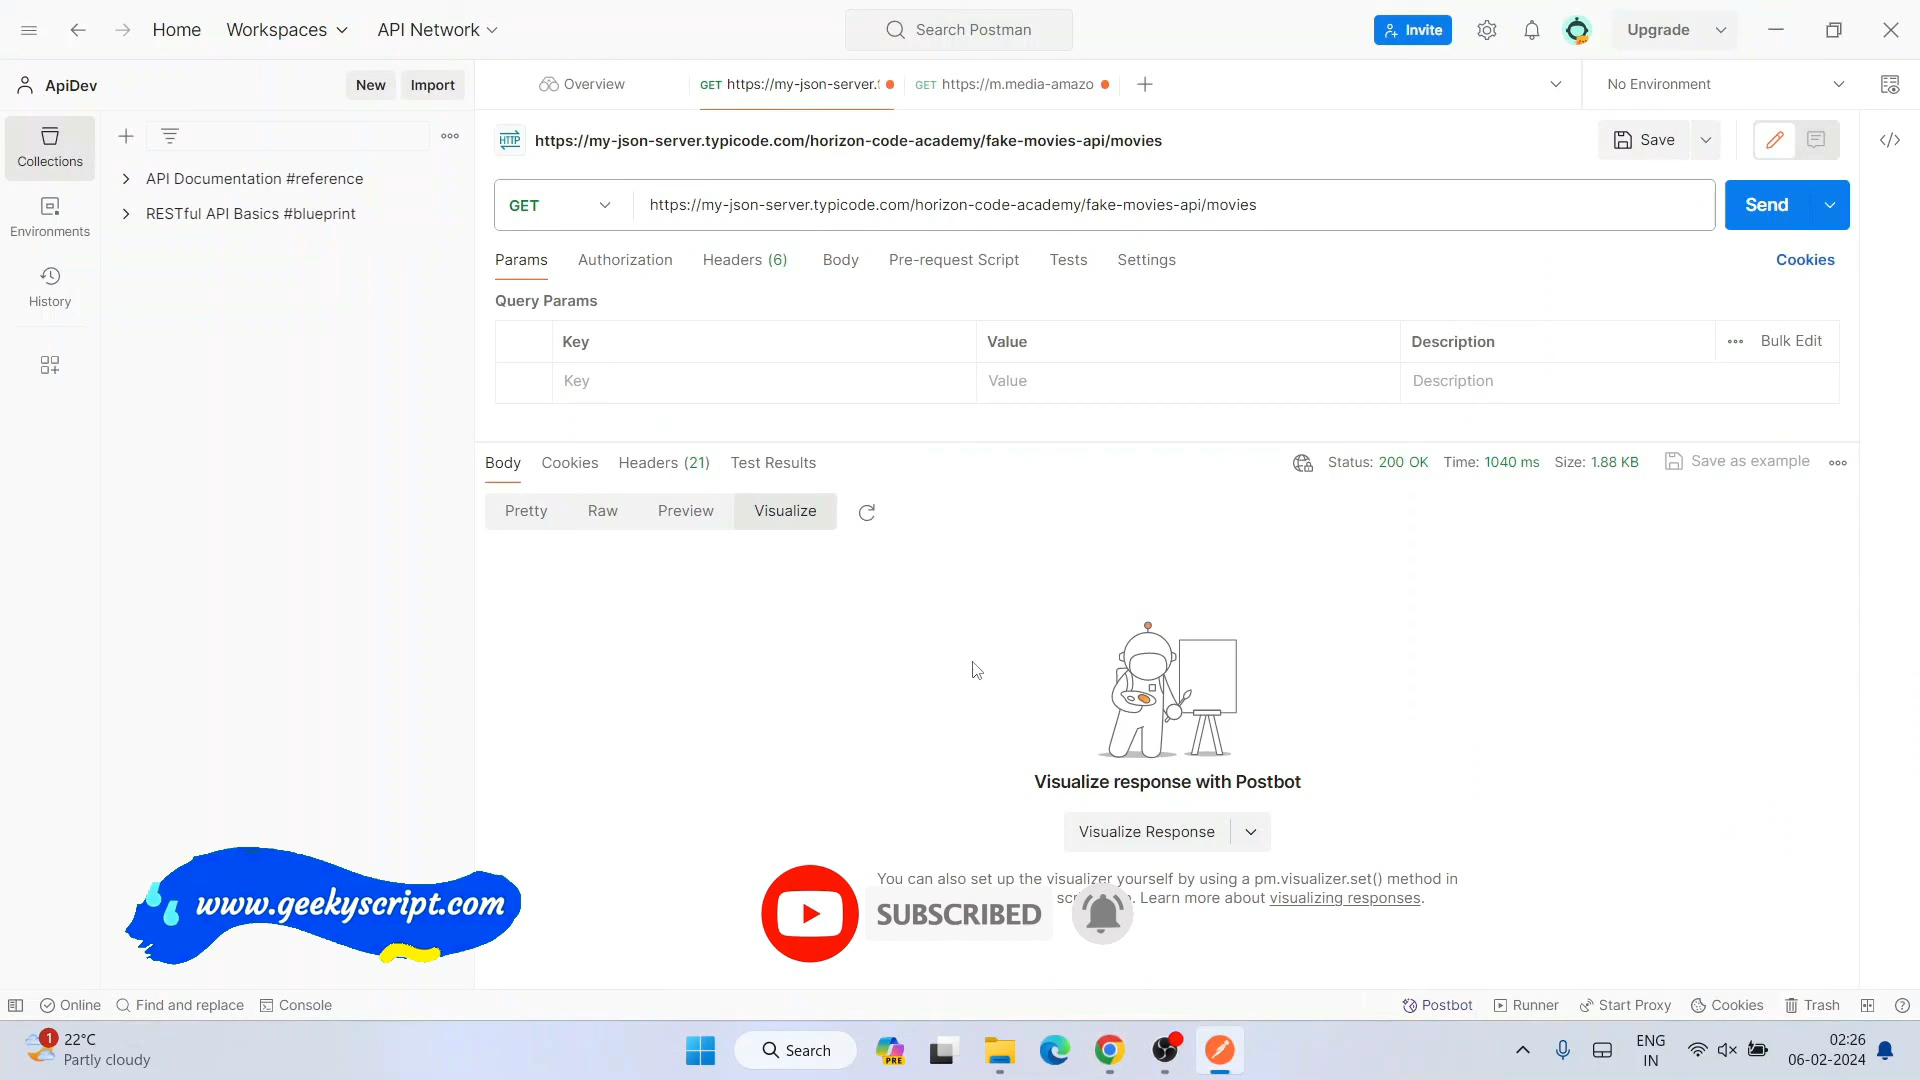 Home
Workspaces
API Network
Search Postman
Invite
Upgrade
ApiDev
New
Import
Overview
GET https://my-json-server.
GET https://m.media-amazo
No Environment
Collections
Environments
History
API Documentation #reference
RESTful API Basics #blueprint
HTTP
https://my-json-server.typicode.com/horizon-code-academy/fake-movies-api/movies
Save
GET
https://my-json-server.typicode.com/horizon-code-academy/fake-movies-api/movies
Send
Params
Authorization
Headers (6)
Body
Pre-request Script
Tests
Settings
Cookies
Query Params
Key
Value
Description
Bulk Edit
Key
Value
Description
Body
Cookies
Headers (21)
Test Results
Status: 200 OK
Time: 1040 ms
Size: 1.88 KB
Save as example
Pretty
Raw
Preview
Visualize
Visualize response with Postbot
Visualize Response
You can also set up the visualizer yourself by using a pm.visualizer.set() method in
. Learn more about visualizing responses.
www.geekyscript.com
SUBSCRIBED
Online
Find and replace
Console
Postbot
Runner
Start Proxy
Cookies
Trash
1
22°C
Partly cloudy
Search
PRE
ENG
IN
02:26
06-02-2024